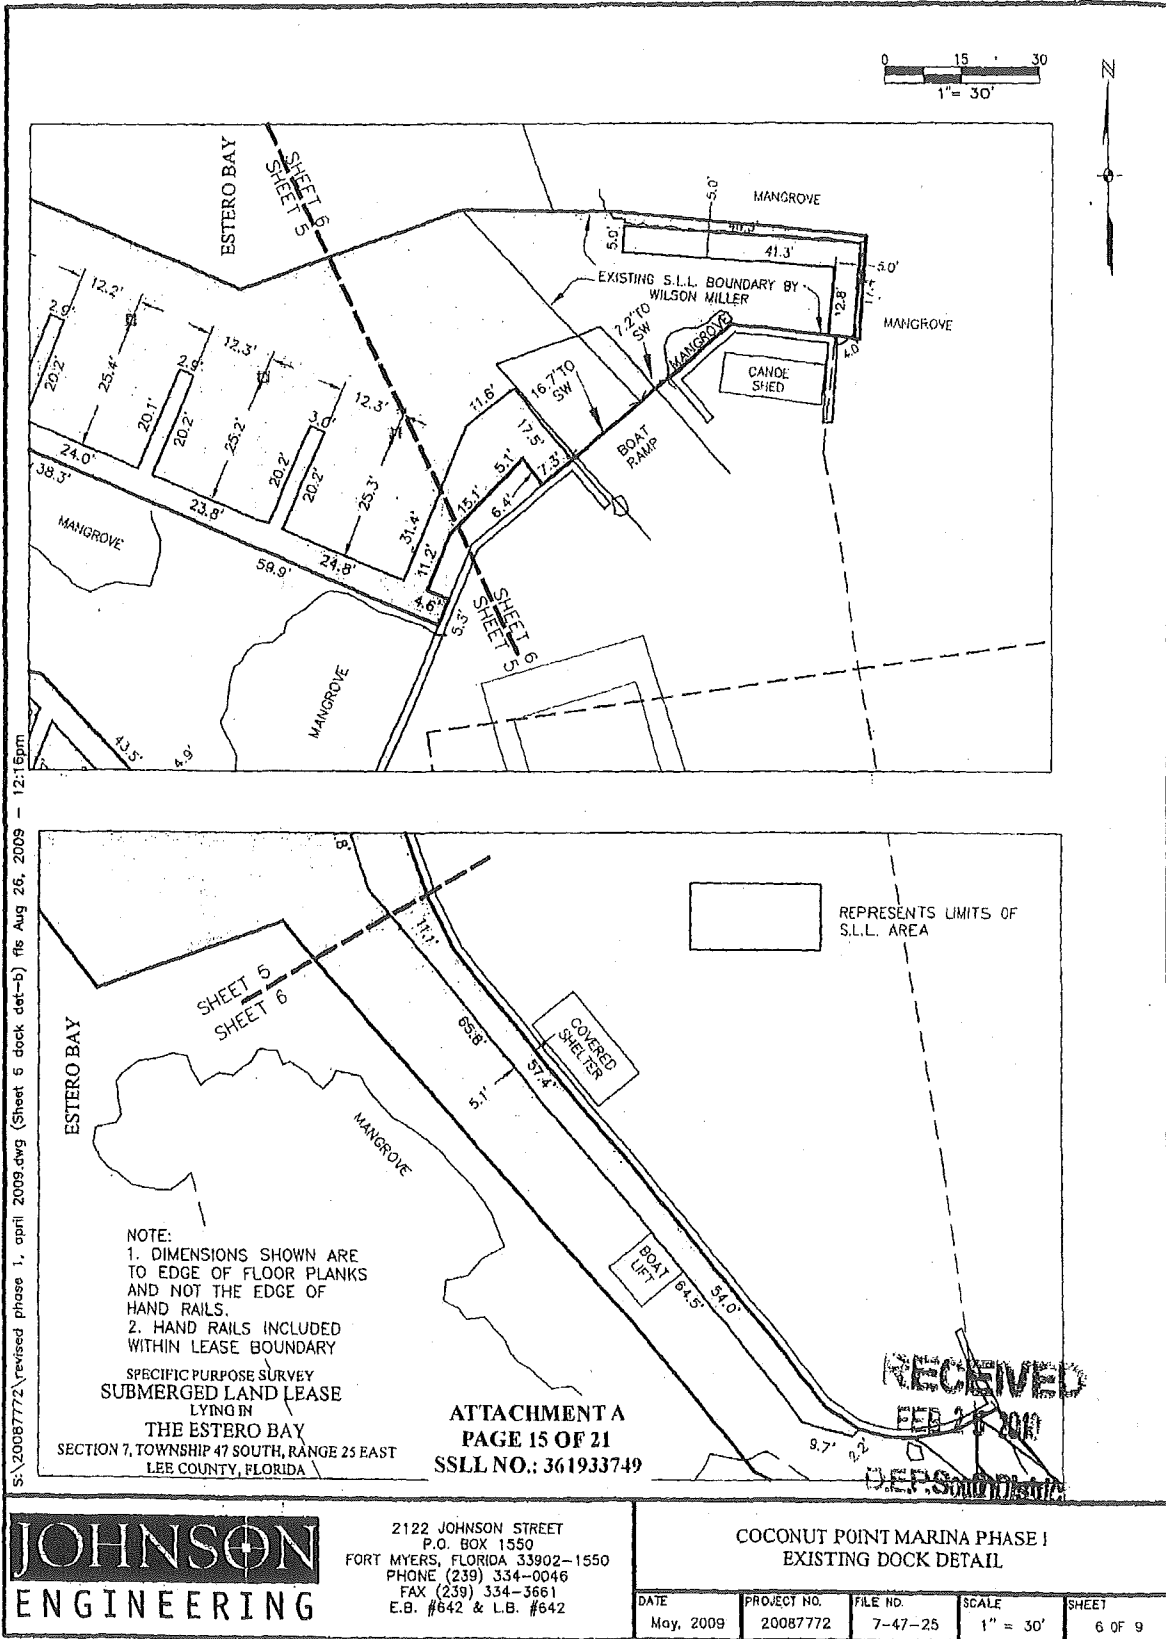 0 15 30
1"= 30'
N
ESTERO BAY
SHEET 6
SHEET 5
MANGROVE
5.0'
5.0'
41.3'
5.0'
EXISTING S.L.L. BOUNDARY BY
WILSON MILLER
12.8'
MANGROVE
4.0'
7.2' TO
SW
MANGROVE
CANOE
SHED
16.7' TO
SW
BOAT
RAMP
12.2'
12.3'
12.3'
11.6'
2.9'
2.9'
3.0'
20.2'
25.4'
20.1'
20.2'
25.2'
20.2'
20.2'
25.3'
17.5'
7.3'
5.1'
15.1'
6.4'
31.4'
11.2'
24.0'
38.3'
23.8'
24.8'
59.9'
4.6'
5.3'
MANGROVE
MANGROVE
SHEET 6
SHEET 5
43.5'
4.9'
S:\20087772\revised phase 1, april 2009.dwg (Sheet 6 dock det-b) fls Aug 26, 2009 - 12:16pm
.8'
11.1'
SHEET 5
SHEET 6
ESTERO BAY
REPRESENTS LIMITS OF
S.L.L. AREA
COVERED
SHELTER
65.8'
57.4'
5.1'
MANGROVE
BOAT
LIFT
64.5'
54.0'
9.7'
2.2'
NOTE:
1. DIMENSIONS SHOWN ARE
TO EDGE OF FLOOR PLANKS
AND NOT THE EDGE OF
HAND RAILS.
2. HAND RAILS INCLUDED
WITHIN LEASE BOUNDARY
SPECIFIC PURPOSE SURVEY
SUBMERGED LAND LEASE
LYING IN
THE ESTERO BAY
SECTION 7, TOWNSHIP 47 SOUTH, RANGE 25 EAST
LEE COUNTY, FLORIDA
ATTACHMENT A
PAGE 15 OF 21
SSLL NO.: 361933749
RECEIVED
FEB 2 2010
D.E.P. South District
JOHNSON
ENGINEERING
2122 JOHNSON STREET
P.O. BOX 1550
FORT MYERS, FLORIDA 33902-1550
PHONE (239) 334-0046
FAX (239) 334-3661
E.B. #642 & L.B. #642
COCONUT POINT MARINA PHASE I
EXISTING DOCK DETAIL
DATE
May, 2009
PROJECT NO.
20087772
FILE NO.
7-47-25
SCALE
1" = 30'
SHEET
6 OF 9